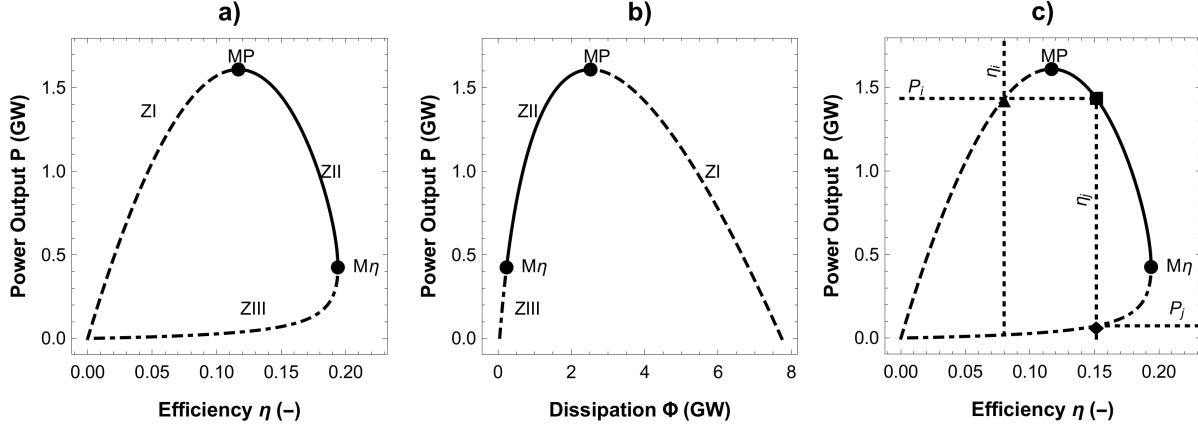 a)
MP
ZI
ZII
Mη
ZIII
Power Output P (GW)
0.0
0.5
1.0
1.5
0.00 0.05 0.10 0.15 0.20
Efficiency η (–)
b)
MP
ZII
ZI
Mη
ZIII
Power Output P (GW)
0.0
0.5
1.0
1.5
0 2 4 6 8
Dissipation Φ (GW)
c)
MP
ηi
Pi
ηj
Mη
Pj
Power Output P (GW)
0.0
0.5
1.0
1.5
0.00 0.05 0.10 0.15 0.20
Efficiency η (–)